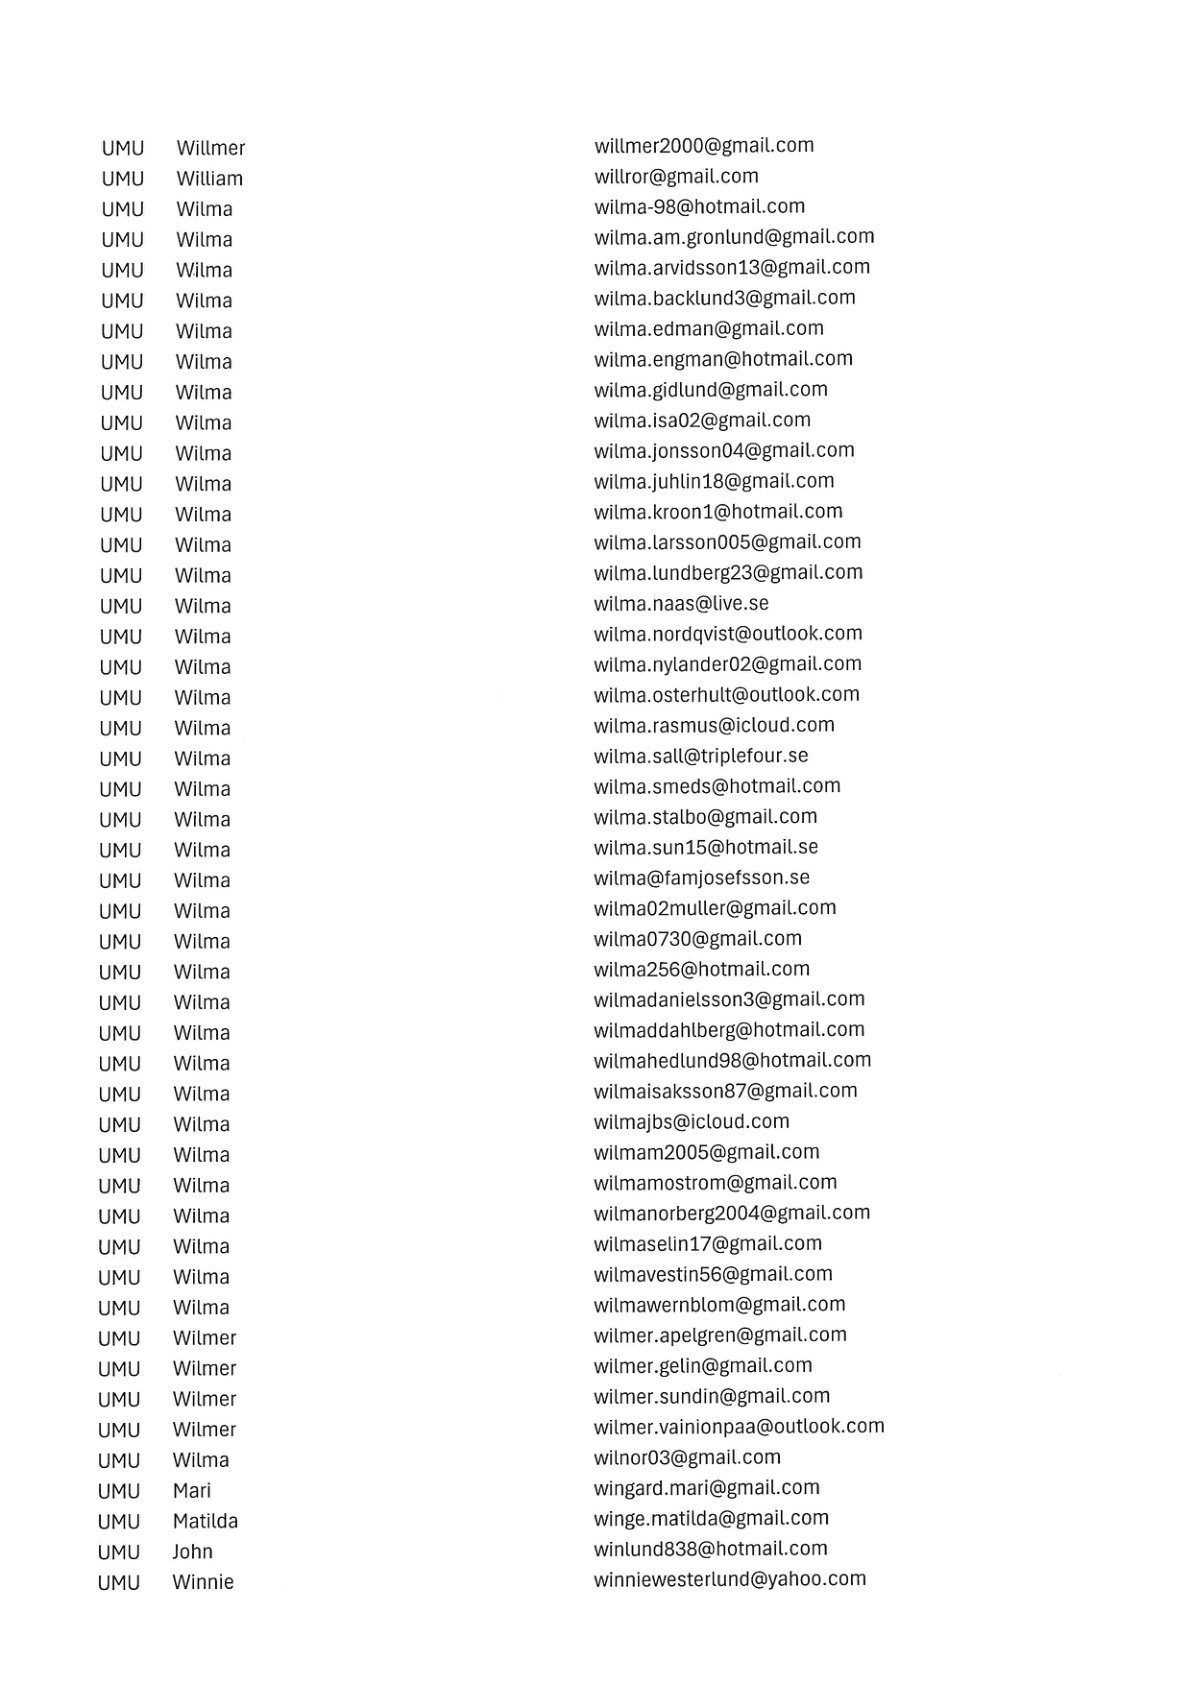 UMU Willmer willmer2000@gmail.com
UMU William willror@gmail.com
UMU Wilma wilma-98@hotmail.com
UMU Wilma wilma.am.gronlund@gmail.com
UMU Wilma wilma.arvidsson13@gmail.com
UMU Wilma wilma.backlund3@gmail.com
UMU Wilma wilma.edman@gmail.com
UMU Wilma wilma.engman@hotmail.com
UMU Wilma wilma.gidlund@gmail.com
UMU Wilma wilma.isa02@gmail.com
UMU Wilma wilma.jonsson04@gmail.com
UMU Wilma wilma.juhlin18@gmail.com
UMU Wilma wilma.kroon1@hotmail.com
UMU Wilma wilma.larsson005@gmail.com
UMU Wilma wilma.lundberg23@gmail.com
UMU Wilma wilma.naas@live.se
UMU Wilma wilma.nordqvist@outlook.com
UMU Wilma wilma.nylander02@gmail.com
UMU Wilma wilma.osterhult@outlook.com
UMU Wilma wilma.rasmus@icloud.com
UMU Wilma wilma.sall@triplefour.se
UMU Wilma wilma.smeds@hotmail.com
UMU Wilma wilma.stalbo@gmail.com
UMU Wilma wilma.sun15@hotmail.se
UMU Wilma wilma@famjosefsson.se
UMU Wilma wilma02muller@gmail.com
UMU Wilma wilma0730@gmail.com
UMU Wilma wilma256@hotmail.com
UMU Wilma wilmadanielsson3@gmail.com
UMU Wilma wilmaddahlberg@hotmail.com
UMU Wilma wilmahedlund98@hotmail.com
UMU Wilma wilmaisaksson87@gmail.com
UMU Wilma wilmajbs@icloud.com
UMU Wilma wilmam2005@gmail.com
UMU Wilma wilmamostrom@gmail.com
UMU Wilma wilmanorberg2004@gmail.com
UMU Wilma wilmaselin17@gmail.com
UMU Wilma wilmavestin56@gmail.com
UMU Wilma wilmawernblom@gmail.com
UMU Wilmer wilmer.apelgren@gmail.com
UMU Wilmer wilmer.gelin@gmail.com
UMU Wilmer wilmer.sundin@gmail.com
UMU Wilmer wilmer.vainionpaa@outlook.com
UMU Wilma wilnor03@gmail.com
UMU Mari wingard.mari@gmail.com
UMU Matilda winge.matilda@gmail.com
UMU John winlund838@hotmail.com
UMU Winnie winniewesterlund@yahoo.com